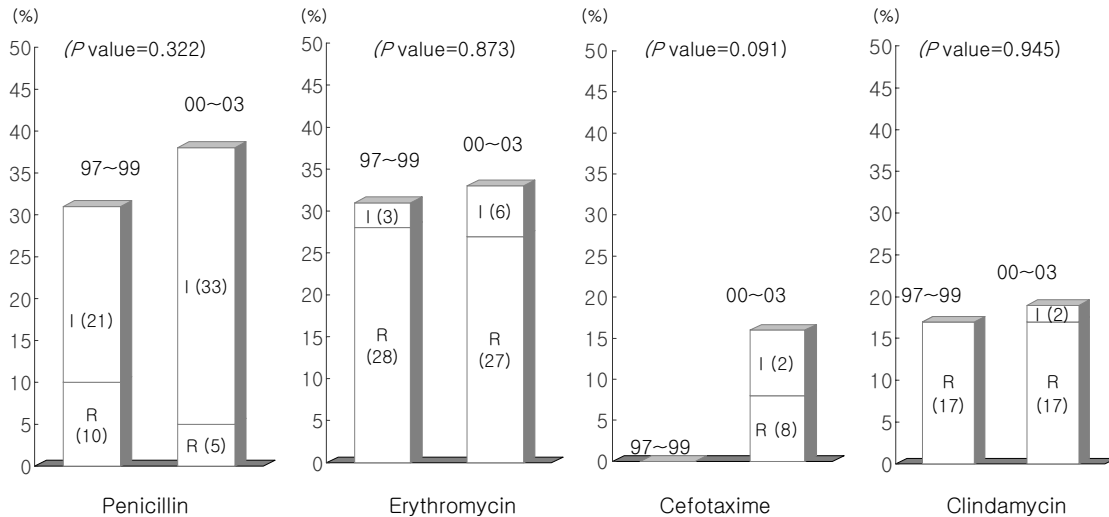 (%)
50
45
40
35
30
25
20
15
10
5
0
(P value=0.322)
97~99
00~03
I (21)
R
(10)
I (33)
R (5)
Penicillin
(%)
50
45
40
35
30
25
20
15
10
5
0
(P value=0.873)
97~99
00~03
I (3)
R
(28)
I (6)
R
(27)
Erythromycin
(%)
50
45
40
35
30
25
20
15
10
5
0
(P value=0.091)
97~99
00~03
I (2)
R (8)
Cefotaxime
(%)
50
45
40
35
30
25
20
15
10
5
0
(P value=0.945)
97~99
00~03
R
(17)
I (2)
R
(17)
Clindamycin